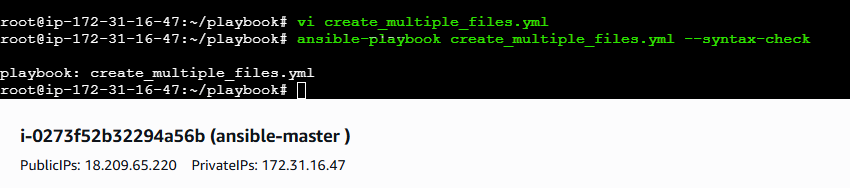 root@ip-172-31-16-47:~/playbook# vi create_multiple_files.yml
root@ip-172-31-16-47:~/playbook# ansible-playbook create_multiple_files.yml --syntax-check
playbook: create_multiple_files.yml
root@ip-172-31-16-47:~/playbook#
i-0273f52b32294a56b (ansible-master )
PublicIPs: 18.209.65.220 PrivateIPs: 172.31.16.47